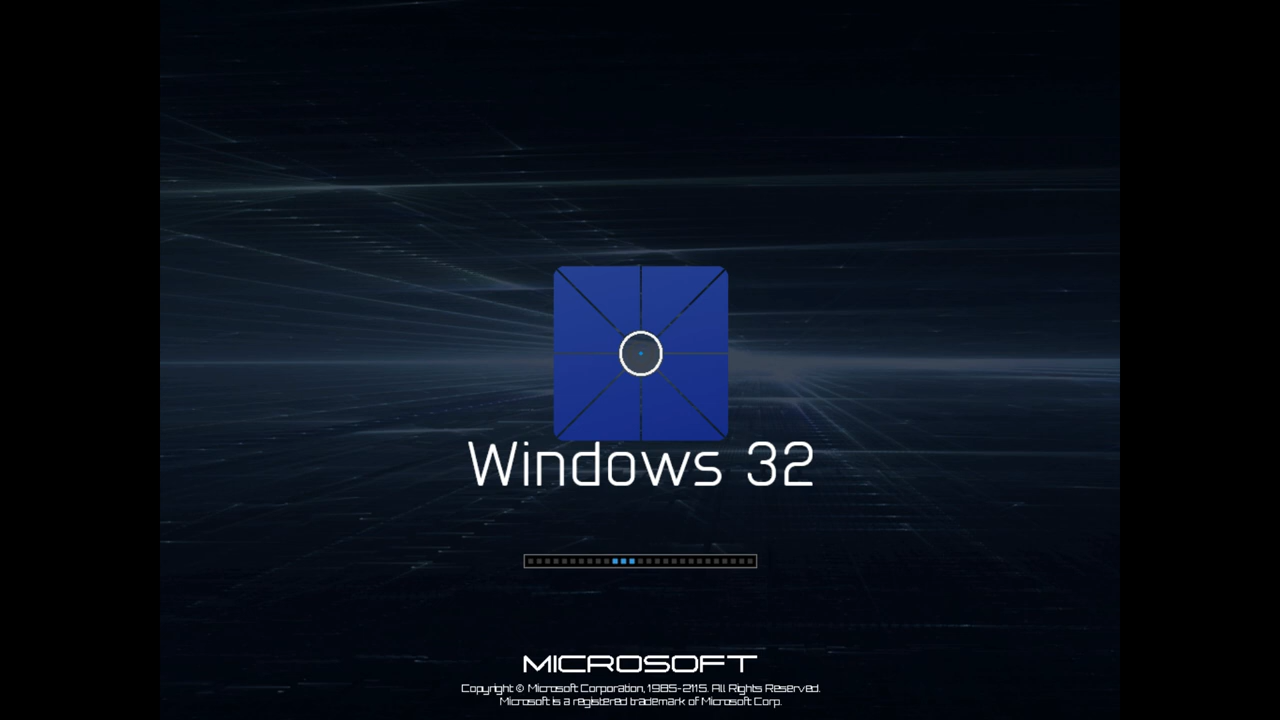 Windows 32
MICROSOFT
Copyright © Microsoft Corporation, 1985-2115. All Rights Reserved.
Microsoft is a registered trademark of Microsoft Corp.